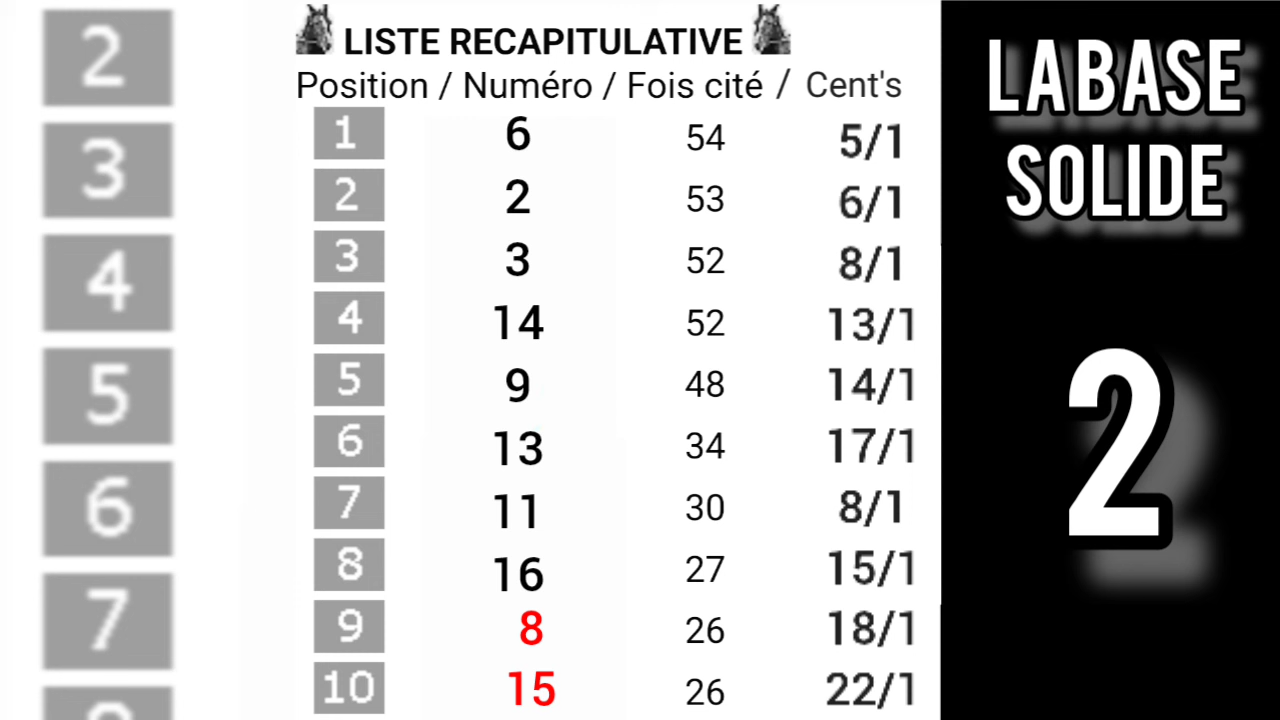 2
3
4
5
6
7
LISTE RECAPITULATIVE
Position / Numéro / Fois cité / Cent's
1 6 54 5/1
2 2 53 6/1
3 3 52 8/1
4 14 52 13/1
5 9 48 14/1
6 13 34 17/1
7 11 30 8/1
8 16 27 15/1
9 8 26 18/1
10 15 26 22/1
LA BASE
SOLIDE
2